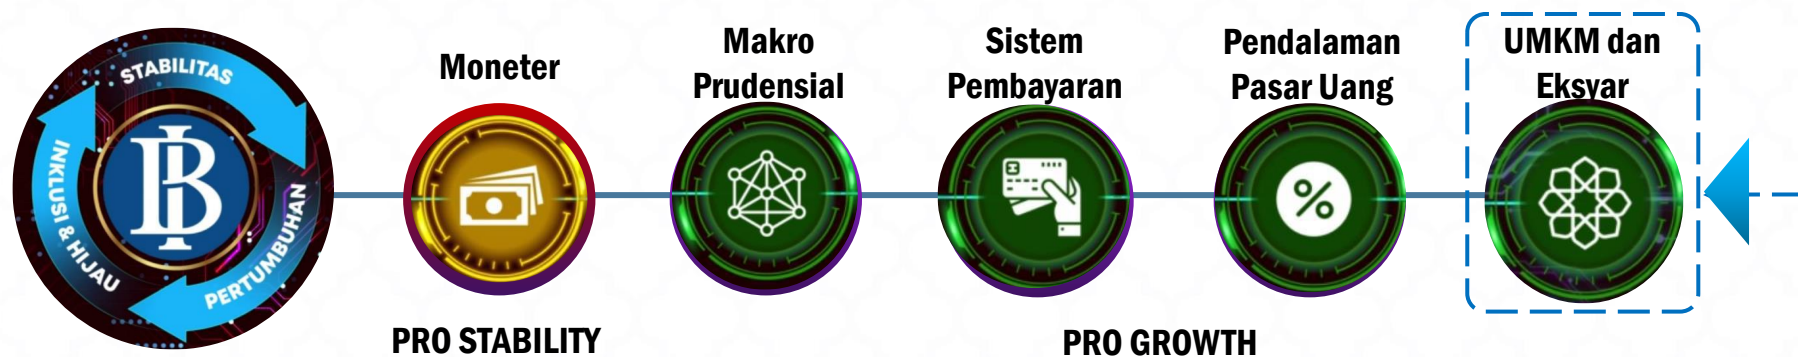 STABILITAS
PERTUMBUHAN
INKLUSI & HIJAU
BI
Moneter
Makro
Prudensial
Sistem
Pembayaran
Pendalaman
Pasar Uang
UMKM dan
Eksyar
%
PRO STABILITY
PRO GROWTH